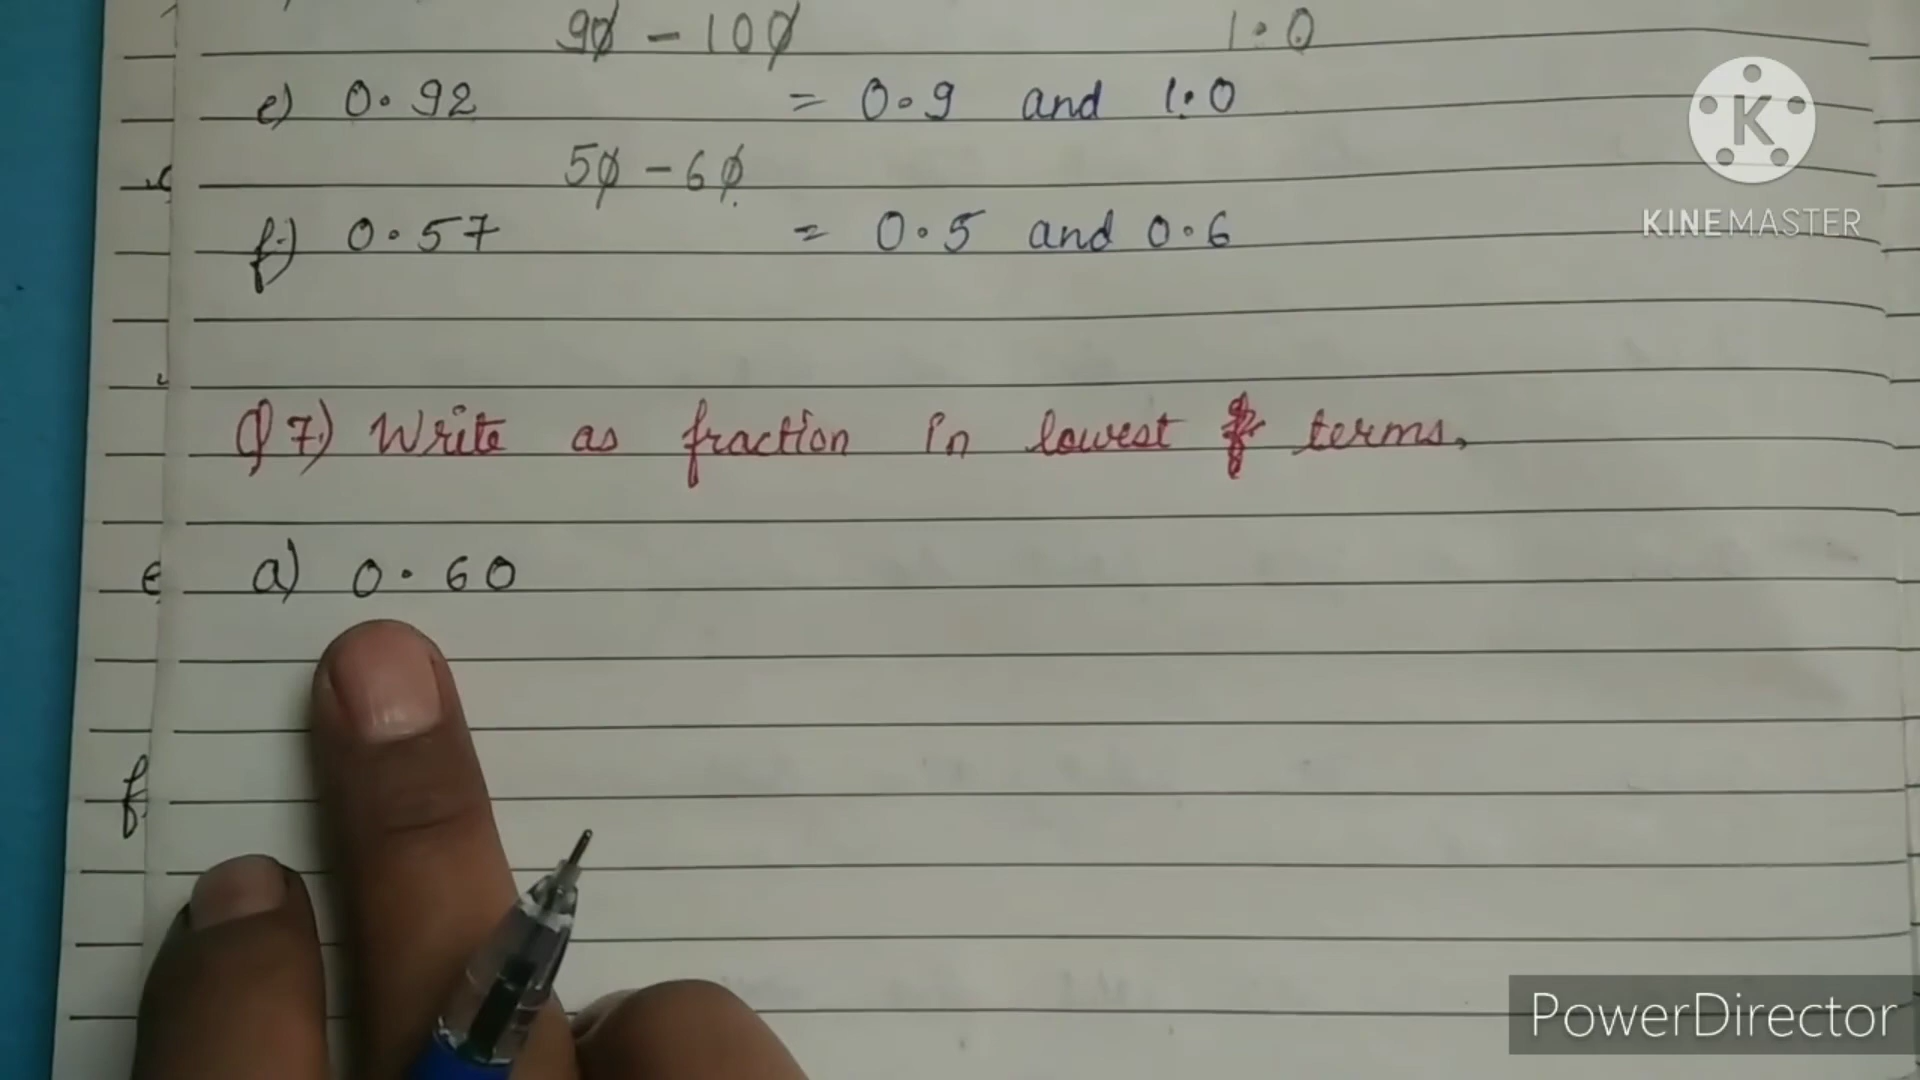 90 - 100 1.0
e) 0.92 = 0.9 and 1.0
50 - 60
f) 0.57 = 0.5 and 0.6
Q7) Write as fraction in lowest terms,
e a) 0.60
f
K
KINEMASTER
PowerDirector